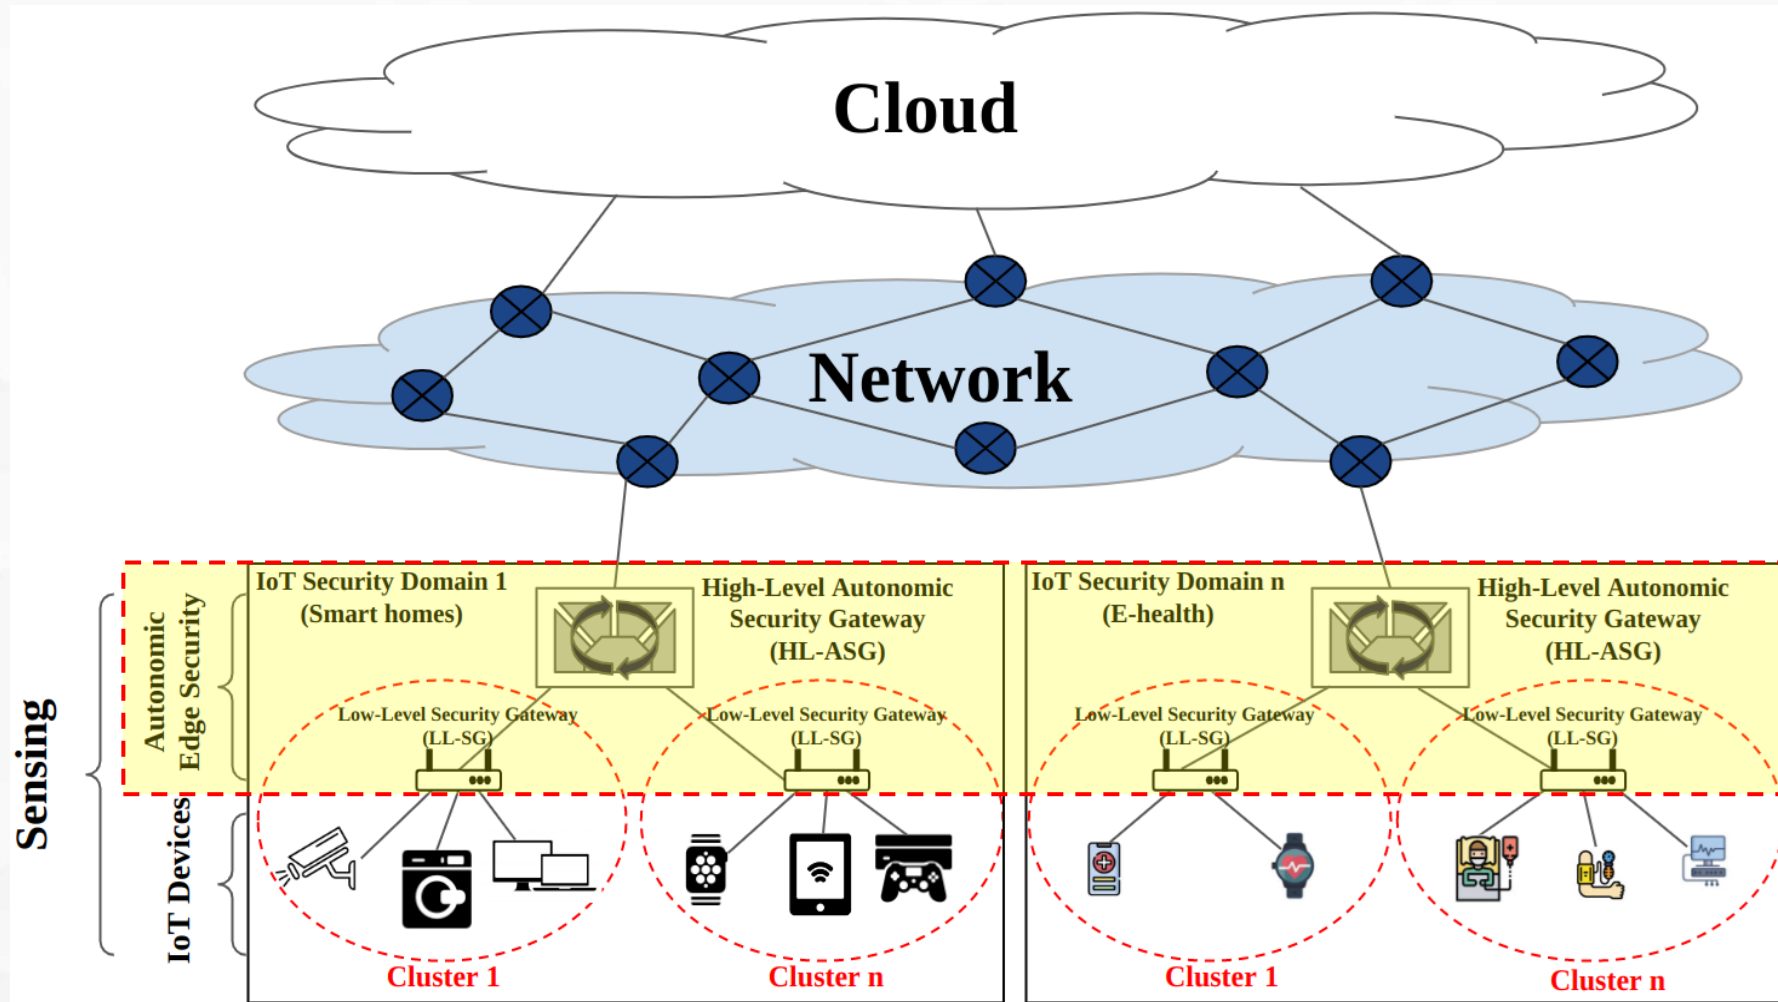 Cloud
Network
Sensing
Autonomic
Edge Security
IoT Devices
IoT Security Domain 1
(Smart homes)
High-Level Autonomic
Security Gateway
(HL-ASG)
Low-Level Security Gateway
(LL-SG)
Low-Level Security Gateway
(LL-SG)
Cluster 1
Cluster n
IoT Security Domain n
(E-health)
High-Level Autonomic
Security Gateway
(HL-ASG)
Low-Level Security Gateway
(LL-SG)
Low-Level Security Gateway
(LL-SG)
Cluster 1
Cluster n